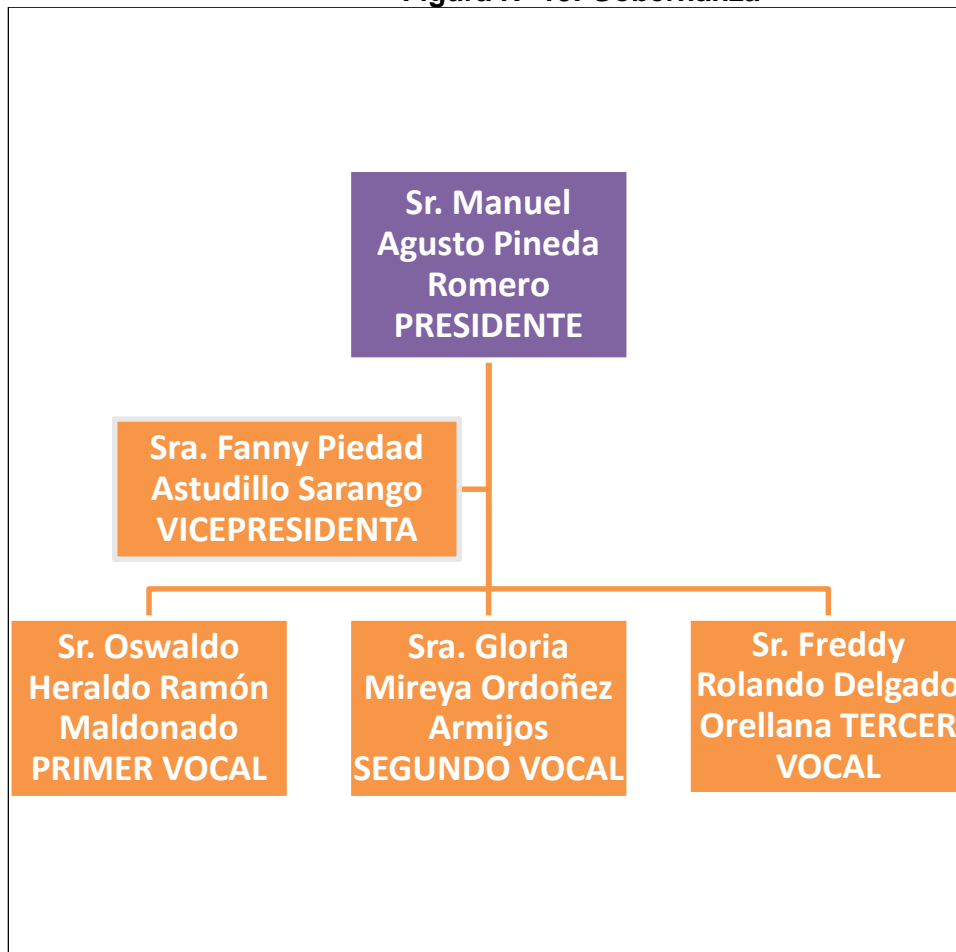 Sr. Manuel
Agusto Pineda
Romero
PRESIDENTE
Sra. Fanny Piedad
Astudillo Sarango
VICEPRESIDENTA
Sr. Oswaldo
Heraldo Ramón
Maldonado
PRIMER VOCAL
Sra. Gloria
Mireya Ordoñez
Armijos
SEGUNDO VOCAL
Sr. Freddy
Rolando Delgado
Orellana TERCER
VOCAL